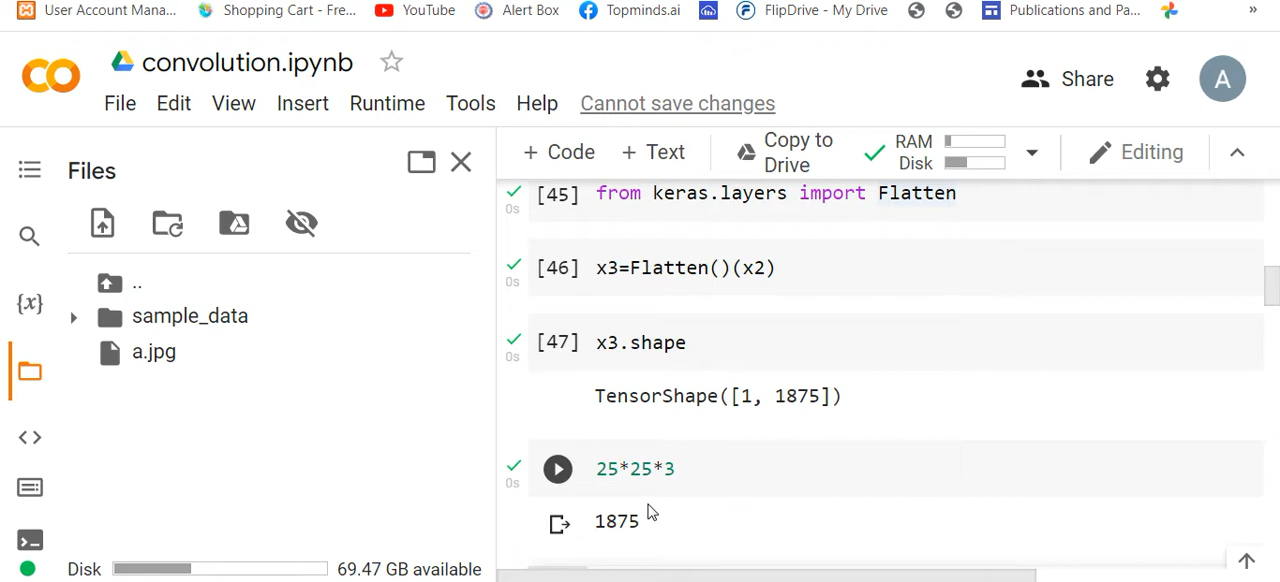 User Account Mana... Shopping Cart - Fre... YouTube Alert Box Topminds.ai FlipDrive - My Drive Publications and Pa... »
convolution.ipynb
Share A
File Edit View Insert Runtime Tools Help Cannot save changes
Files
+ Code + Text Copy to Drive RAM Disk Editing
[45] from keras.layers import Flatten
0s
[46] x3=Flatten()(x2)
0s
..
sample_data
a.jpg
{x}
[47] x3.shape
0s
TensorShape([1, 1875])
25*25*3
0s
1875
Disk 69.47 GB available